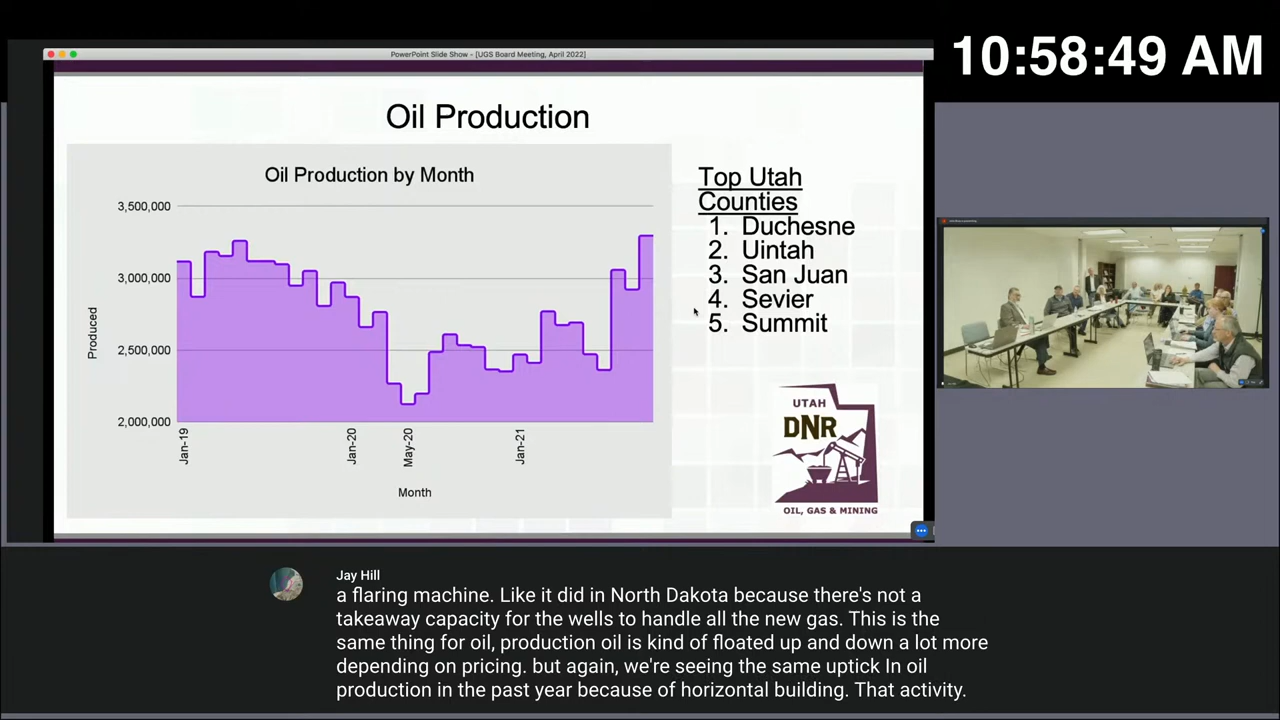 10:58:49 AM
PowerPoint Slide Show - [UGS Board Meeting, April 2022]
Oil Production
Oil Production by Month
3,500,000
3,000,000
2,500,000
2,000,000
Produced
Jan-19
Jan-20
May-20
Jan-21
Month
Top Utah
Counties
1. Duchesne
2. Uintah
3. San Juan
4. Sevier
5. Summit
UTAH
DNR
OIL, GAS & MINING
Jay Hill
a flaring machine. Like it did in North Dakota because there's not a
takeaway capacity for the wells to handle all the new gas. This is the
same thing for oil, production oil is kind of floated up and down a lot more
depending on pricing. but again, we're seeing the same uptick In oil
production in the past year because of horizontal building. That activity.